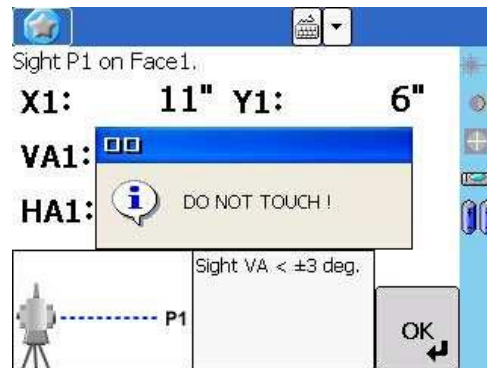 Sight P1 on Face1.
X1: 11" Y1: 6"
VA1:
DO NOT TOUCH !
HA1:
Sight VA < ±3 deg.
P1
OK